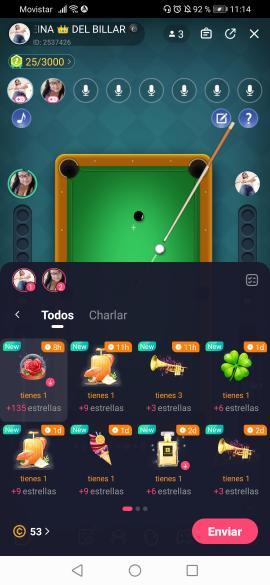 Movistar 92 % 11:14
EINA 👑 DEL BILLAR 🎱
ID: 2537426
3
25/3000 >
?
1 2
< Todos Charlar
New 8h New 11h New 11h New 1d
tienes 1 tienes 1 tienes 3 tienes 1
+135 estrellas +9 estrellas +3 estrellas +6 estrellas
New 1d New 1d New 2d New 1d
tienes 1 tienes 1 tienes 1 tienes 1
+9 estrellas +9 estrellas +6 estrellas +3 estrellas
C 53 > Enviar